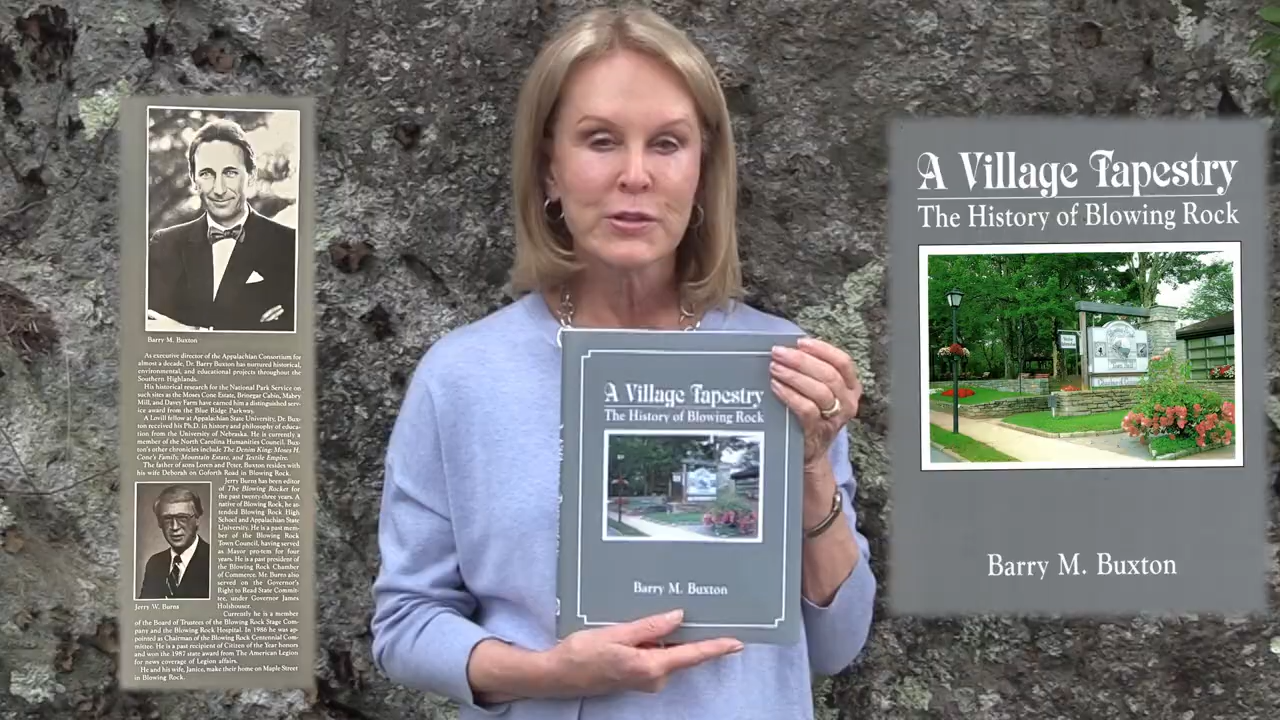 Barry M. Buxton
As executive director of the Appalachian Consortium for
almost a decade, Dr. Barry Buxton has nurtured historical,
environmental, and educational projects throughout the
Southern Highlands.
His historical research for the National Park Service on
such sites as the Moses Cone Estate, Brinegar Cabin, Mabry
Mill, and Daves Farm have earned him a distinguished serv-
ice award from the Blue Ridge Parkway.
A Lovill fellow at Appalachian State University, Dr. Bux-
ton received his Ph.D. in history and philosophy of educa-
tion from the University of Nebraska. He is currently a
member of the North Carolina Humanities Council. Bux-
ton's other chronicles include The Denim King: Moses H.
Cone's Family, Mountain Estate, and Textile Empire.
The father of sons Loren and Peter, Buxton resides with
his wife Deborah on Goforth Road in Blowing Rock.
Jerry Burns has been editor
of The Blowing Rocket for
the past twenty-three years. A
native of Blowing Rock, he at-
tended Blowing Rock High
School and Appalachian State
University. He is a past mem-
ber of the Blowing Rock
Town Council, having served
as Mayor pro-tem for four
years. He is a past president of
the Blowing Rock Chamber
of Commerce. Mr. Burns also
served on the Governor's
Right to Read State Commit-
tee, under Governor James
Holshouser.
Jerry W. Burns
Currently he is a member
of the Board of Trustees of the Blowing Rock Stage Com-
pany and the Blowing Rock Hospital. In 1986 he was ap-
pointed as Chairman of the Blowing Rock Centennial Com-
mittee. He is a past recipient of Citizen of the Year honors
and won the 1987 state award from The American Legion
for news coverage of Legion affairs.
He and his wife, Janice, make their home on Maple Street
in Blowing Rock.
A Village Tapestry
The History of Blowing Rock
Barry M. Buxton
A Village Tapestry
The History of Blowing Rock
Town Hall
Barry M. Buxton